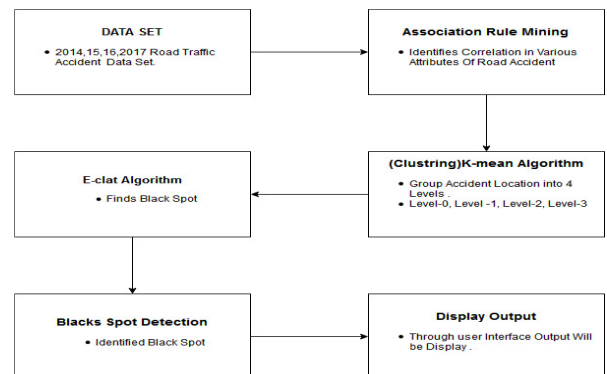 DATA SET
• 2014,15,16,2017 Road Traffic
Accident Data Set.
Association Rule Mining
• Identifies Correlation in Various
Attributes Of Road Accident
(Clustring)K-mean Algorithm
• Group Accident Location into 4
Levels
• Level-0, Level -1, Level-2, Level-3
E-clat Algorithm
• Finds Black Spot
Blacks Spot Detection
• Identified Black Spot
Display Output
• Through user Interface Output Will
be Display .